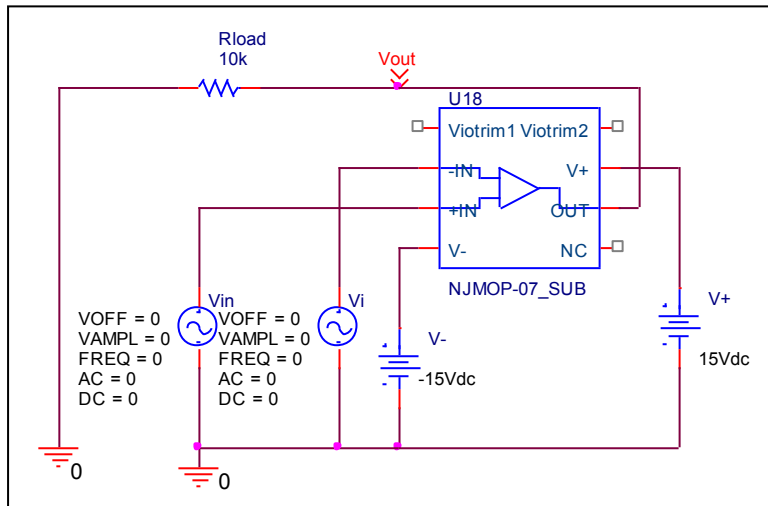 Rload
10k
Vout
U18
Viotrim1 Viotrim2
-IN V+
+IN OUT
V- NC
NJMOP-07_SUB
Vin
VOFF = 0
VAMPL = 0
FREQ = 0
AC = 0
DC = 0
Vi
VOFF = 0
VAMPL = 0
FREQ = 0
AC = 0
DC = 0
V-
-15Vdc
V+
15Vdc
0
0